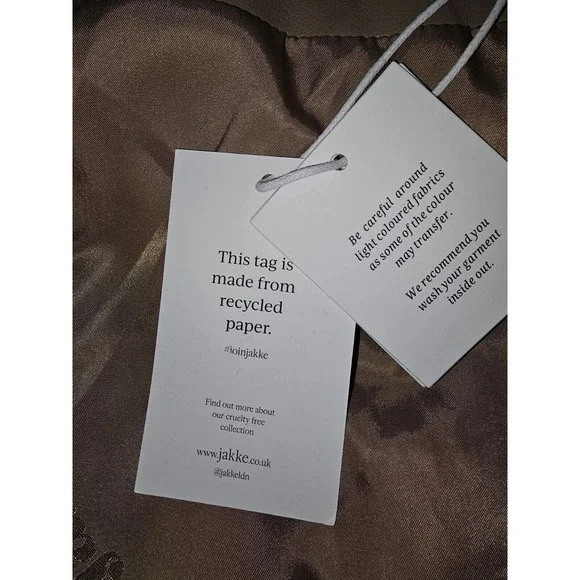 This tag is
made from
recycled
paper.
#joinjakke
Find out more about
our cruelty free
collection
www.jakke.co.uk
@jakkeldn
Be careful around
light coloured fabrics
as some of the colour
may transfer.
We recommend you
wash your garment
inside out.